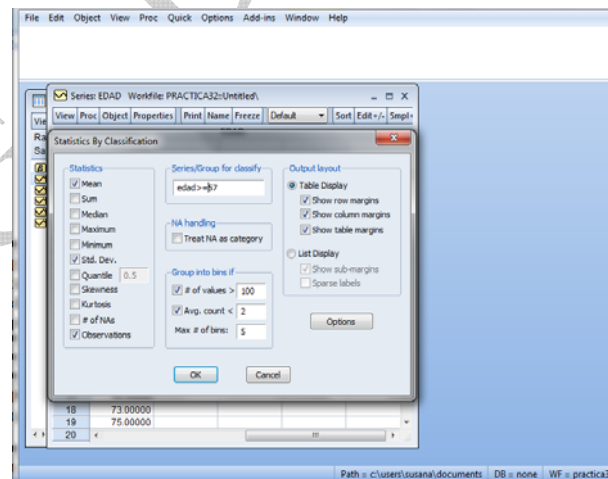 File Edit Object View Proc Quick Options Add-ins Window Help
Series: EDAD Workfile: PRACTICA32::Untitled\
View Proc Object Properties Print Name Freeze Default Sort Edit+/- Smpl+
Statistics By Classification
Statistics
Mean
Sum
Median
Maximum
Minimum
Std. Dev.
Quantile 0.5
Skewness
Kurtosis
# of NAs
Observations
Series/Group for classify
edad>=67
NA handling
Treat NA as category
Group into bins if
# of values > 100
Avg. count < 2
Max # of bins: 5
Output layout
Table Display
Show row margins
Show column margins
Show table margins
List Display
Show sub-margins
Sparse labels
Options
OK Cancel
18 73.00000
19 75.00000
20
Path = c:\users\susana\documents DB = none WF = practica3